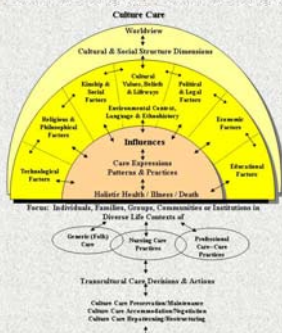 Culture Care
Worldview
Cultural & Social Structure Dimensions
Kinship &
Social
Factors
Cultural
Values, Beliefs
& Lifeways
Political
& Legal
Factors
Environmental Context,
Language & Ethnohistory
Religious &
Philosophical
Factors
Economic
Factors
Technological
Factors
Educational
Factors
Influences
Care Expressions
Patterns & Practices
Holistic Health / Illness / Death
Focus: Individuals, Families, Groups, Communities or Institutions in
Diverse Life Contexts of
Generic (Folk)
Care
Nursing Care
Practices
Professional
Care--Cure
Practices
Transcultural Care Decisions & Actions
Culture Care Preservation/Maintenance
Culture Care Accommodation/Negotiation
Culture Care Repatterning/Restructuring